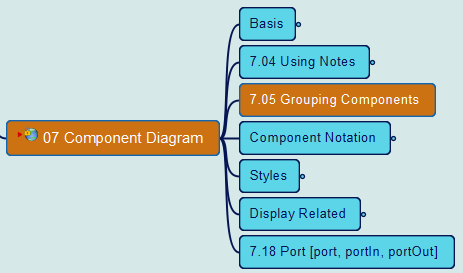 Basis
7.04 Using Notes
7.05 Grouping Components
07 Component Diagram
Component Notation
Styles
Display Related
7.18 Port [port, portIn, portOut]